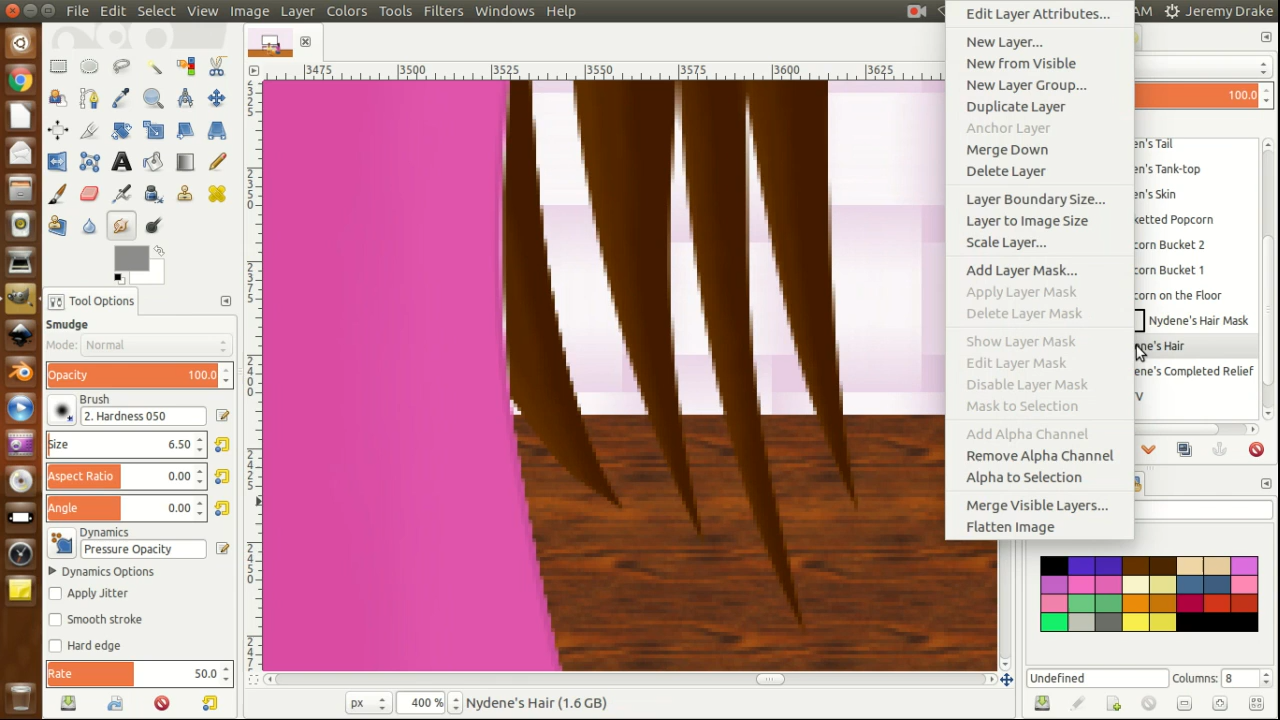 File Edit Select View Image Layer Colors Tools Filters Windows Help
AM Jeremy Drake
3475 3500 3525 3550 3575 3600 3625
Tool Options
Smudge
Mode: Normal
Opacity 100.0
Brush
2. Hardness 050
Size 6.50
Aspect Ratio 0.00
Angle 0.00
Dynamics
Pressure Opacity
Dynamics Options
Apply Jitter
Smooth stroke
Hard edge
Rate 50.0
px 400 % Nydene's Hair (1.6 GB)
Edit Layer Attributes...
New Layer...
New from Visible
New Layer Group...
Duplicate Layer
Anchor Layer
Merge Down
Delete Layer
Layer Boundary Size...
Layer to Image Size
Scale Layer...
Add Layer Mask...
Apply Layer Mask
Delete Layer Mask
Show Layer Mask
Edit Layer Mask
Disable Layer Mask
Mask to Selection
Add Alpha Channel
Remove Alpha Channel
Alpha to Selection
Merge Visible Layers...
Flatten Image
100.0
en's Tail
en's Tank-top
en's Skin
ketted Popcorn
corn Bucket 2
corn Bucket 1
corn on the Floor
Nydene's Hair Mask
ne's Hair
ene's Completed Relief
V
Undefined Columns: 8